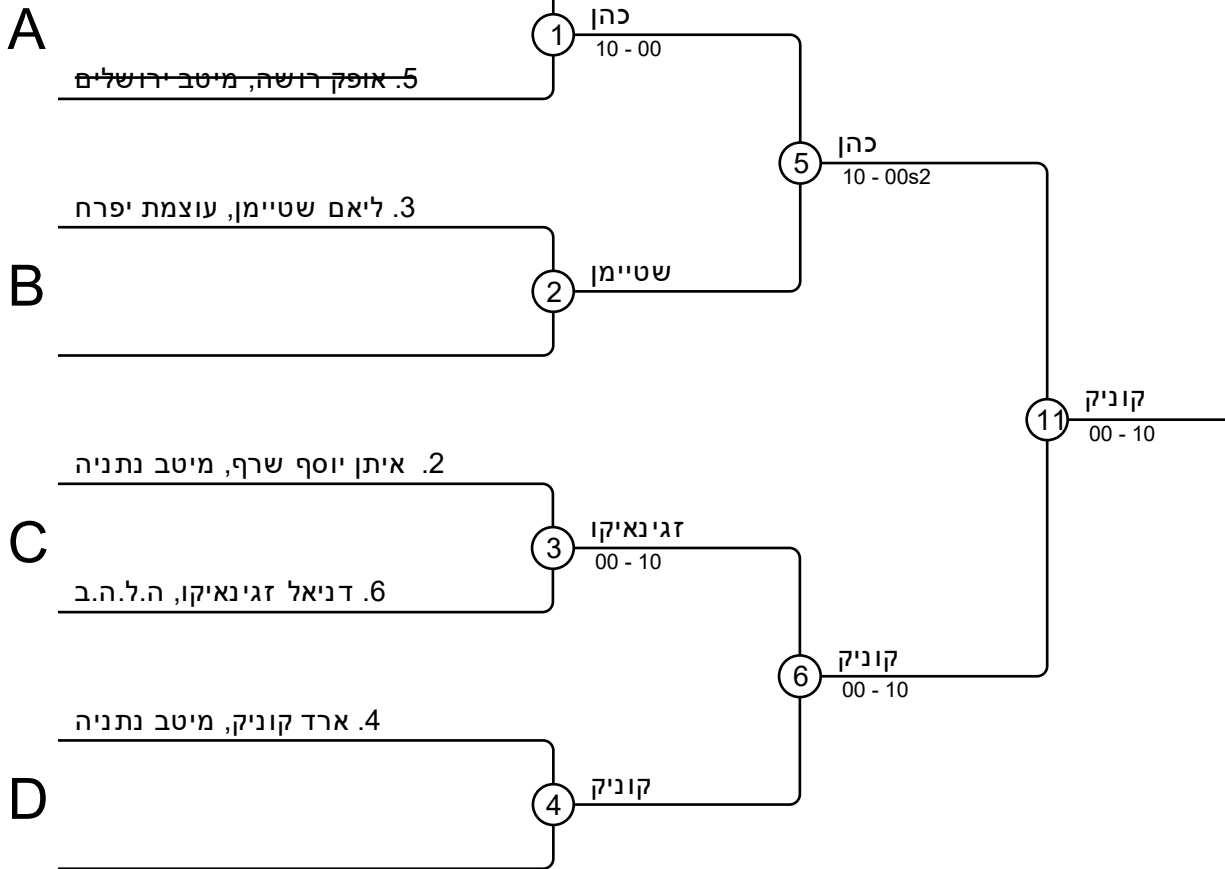 A
1
כהן
10 - 00
5. אופק רושה, מיטב ירושלים
5
כהן
10 - 00s2
3. ליאם שטיימן, עוצמת יפרח
B
2
שטיימן
11
קוניק
00 - 10
2. איתן יוסף שרף, מיטב נתניה
C
3
זגינאיקו
00 - 10
6. דניאל זגינאיקו, ה.ל.ה.ב
6
קוניק
00 - 10
4. ארד קוניק, מיטב נתניה
D
4
קוניק